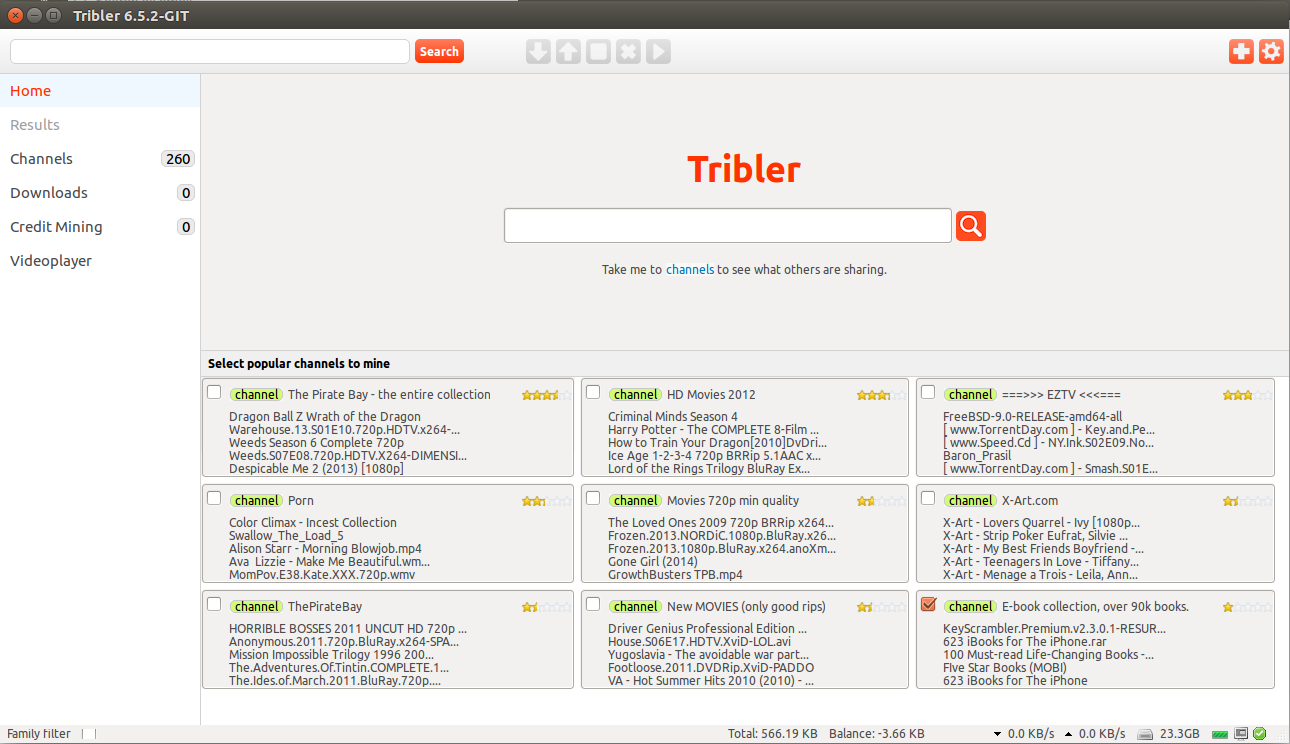 Tribler 6.5.2-GIT
Search
Home
Results
Channels 260
Downloads 0
Credit Mining 0
Videoplayer
Tribler
Take me to channels to see what others are sharing.
Select popular channels to mine
channel The Pirate Bay - the entire collection
Dragon Ball Z Wrath of the Dragon
Warehouse.13.S01E10.720p.HDTV.x264-...
Weeds Season 6 Complete 720p
Weeds.S07E08.720p.HDTV.X264-DIMENSI...
Despicable Me 2 (2013) [1080p]
channel HD Movies 2012
Criminal Minds Season 4
Harry Potter - The COMPLETE 8-Film ...
How to Train Your Dragon[2010]DvDri...
Ice Age 1-2-3-4 720p BRRip 5.1AAC x...
Lord of the Rings Trilogy BluRay Ex...
channel ===>>> EZTV <<<===
FreeBSD-9.0-RELEASE-amd64-all
[ www.TorrentDay.com ] - Key.and.Pe...
[ www.Speed.Cd ] - NY.Ink.S02E09.No...
Baron_Prasil
[ www.TorrentDay.com ] - Smash.S01E...
channel Porn
Color Climax - Incest Collection
Swallow_The_Load_5
Alison Starr - Morning Blowjob.mp4
Ava Lizzie - Make Me Beautiful.wm...
MomPov.E38.Kate.XXX.720p.wmv
channel Movies 720p min quality
The Loved Ones 2009 720p BRRip x264...
Frozen.2013.NORDiC.1080p.BluRay.x26...
Frozen.2013.1080p.BluRay.x264.anoXm...
Gone Girl (2014)
GrowthBusters TPB.mp4
channel X-Art.com
X-Art - Lovers Quarrel - Ivy [1080p...
X-Art - Strip Poker Eufrat, Silvie ...
X-Art - My Best Friends Boyfriend -...
X-Art - Teenagers In Love - Tiffany...
X-Art - Menage a Trois - Leila, Ann...
channel ThePirateBay
HORRIBLE BOSSES 2011 UNCUT HD 720p ...
Anonymous.2011.720p.BluRay.x264-SPA...
Mission Impossible Trilogy 1996 200...
The.Adventures.Of.Tintin.COMPLETE.1...
The.Ides.of.March.2011.BluRay.720p....
channel New MOVIES (only good rips)
Driver Genius Professional Edition ...
House.S06E17.HDTV.XviD-LOL.avi
Yugoslavia - The avoidable war part...
Footloose.2011.DVDRip.XviD-PADDO
VA - Hot Summer Hits 2010 (2010) - ...
channel E-book collection, over 90k books.
KeyScrambler.Premium.v2.3.0.1-RESUR...
623 iBooks for The iPhone.rar
100 Must-read Life-Changing Books -...
Five Star Books (MOBI)
623 iBooks for The iPhone
Family filter
Total: 566.19 KB Balance: -3.66 KB
0.0 KB/s 0.0 KB/s 23.3GB